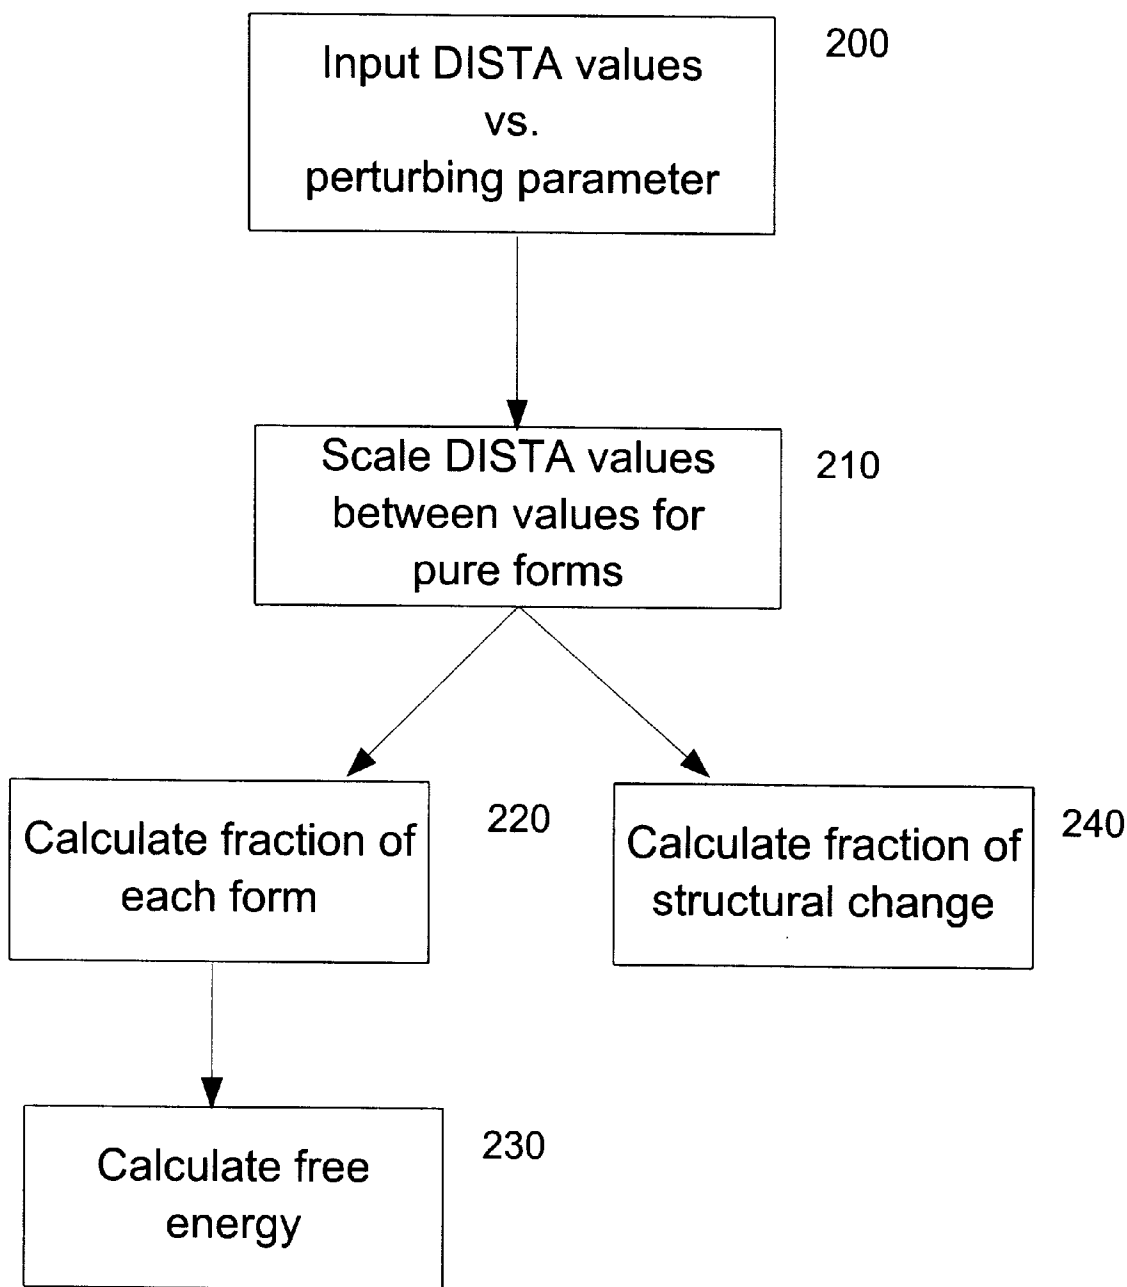 Input DISTA values
vs.
perturbing parameter
200
Scale DISTA values
between values for
pure forms
210
Calculate fraction of
each form
220
Calculate fraction of
structural change
240
Calculate free
energy
230